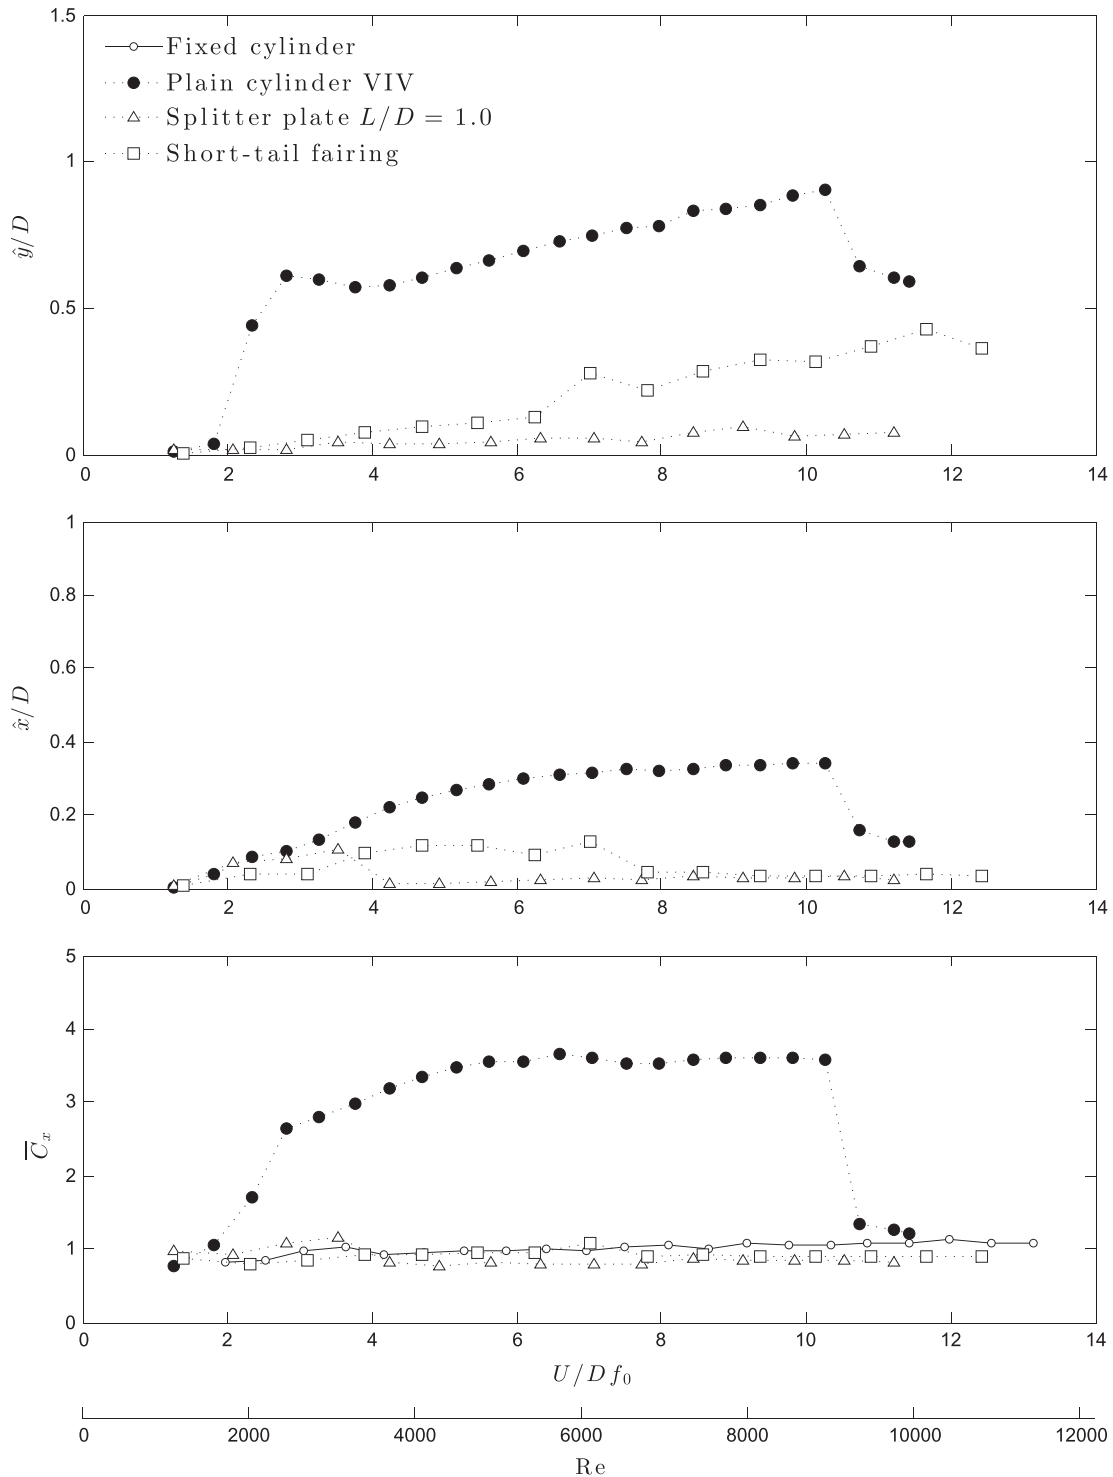 1.5
Fixed cylinder
Plain cylinder VIV
Splitter plate L/D = 1.0
Short-tail fairing
1
ŷ/D
0.5
0
0 2 4 6 8 10 12 14
1
0.8
0.6
x̂/D
0.4
0.2
0
0 2 4 6 8 10 12 14
5
4
3
C̅ₓ
2
1
0
0 2 4 6 8 10 12 14
U/Df₀
0 2000 4000 6000 8000 10000 12000
Re